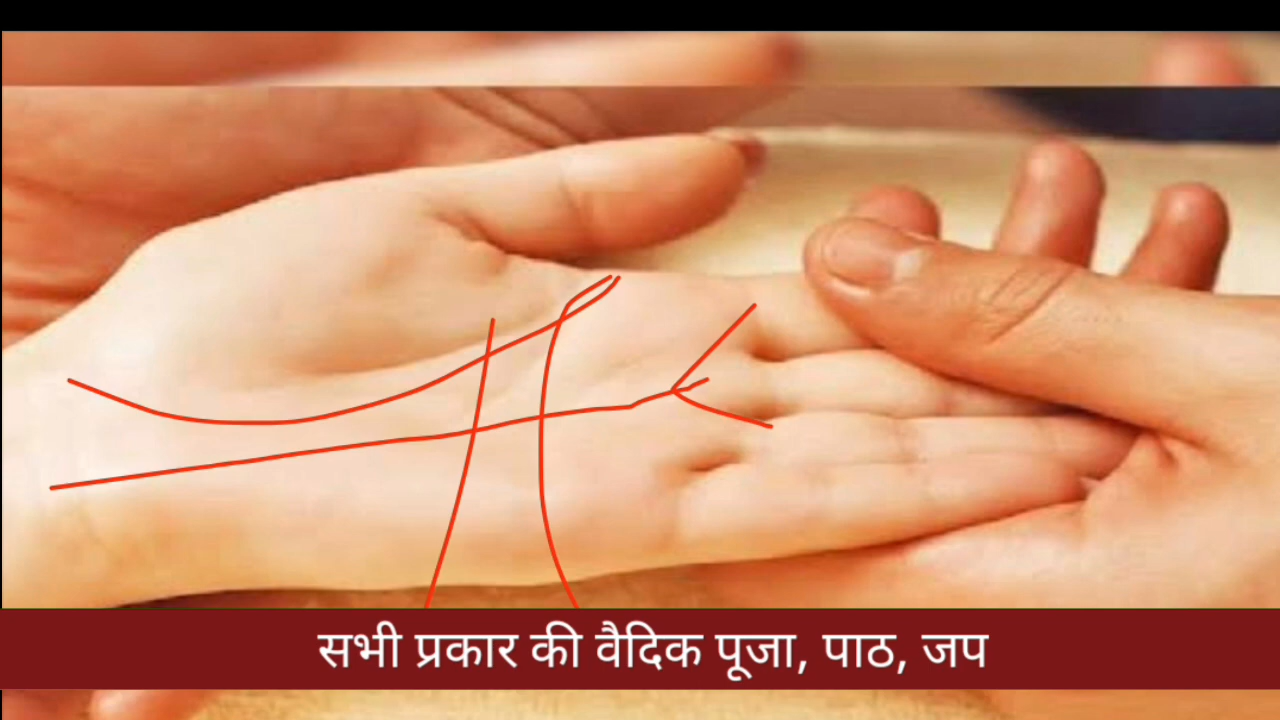 सभी प्रकार की वैदिक पूजा, पाठ, जप